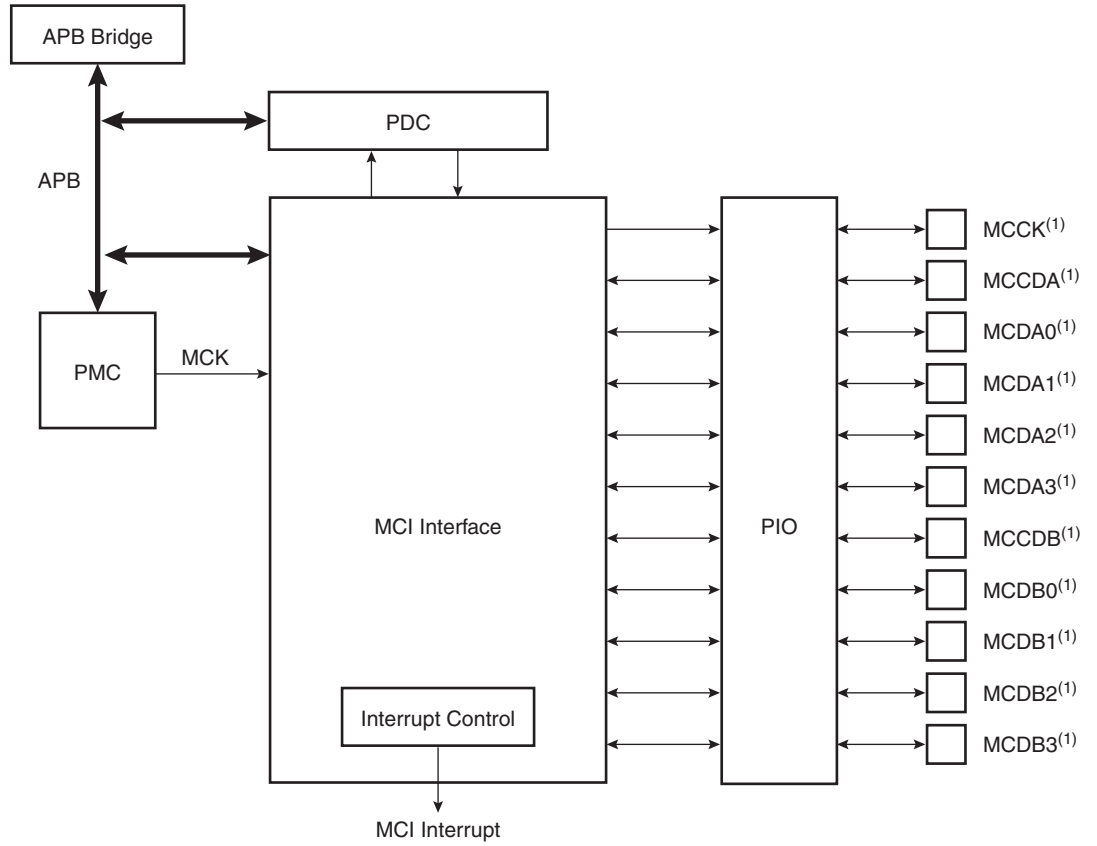 APB Bridge
PDC
APB
MCCK(1)
MCCDA(1)
MCDA0(1)
PMC
MCK
MCDA1(1)
MCDA2(1)
MCDA3(1)
MCI Interface
PIO
MCCDB(1)
MCDB0(1)
MCDB1(1)
MCDB2(1)
Interrupt Control
MCDB3(1)
MCI Interrupt